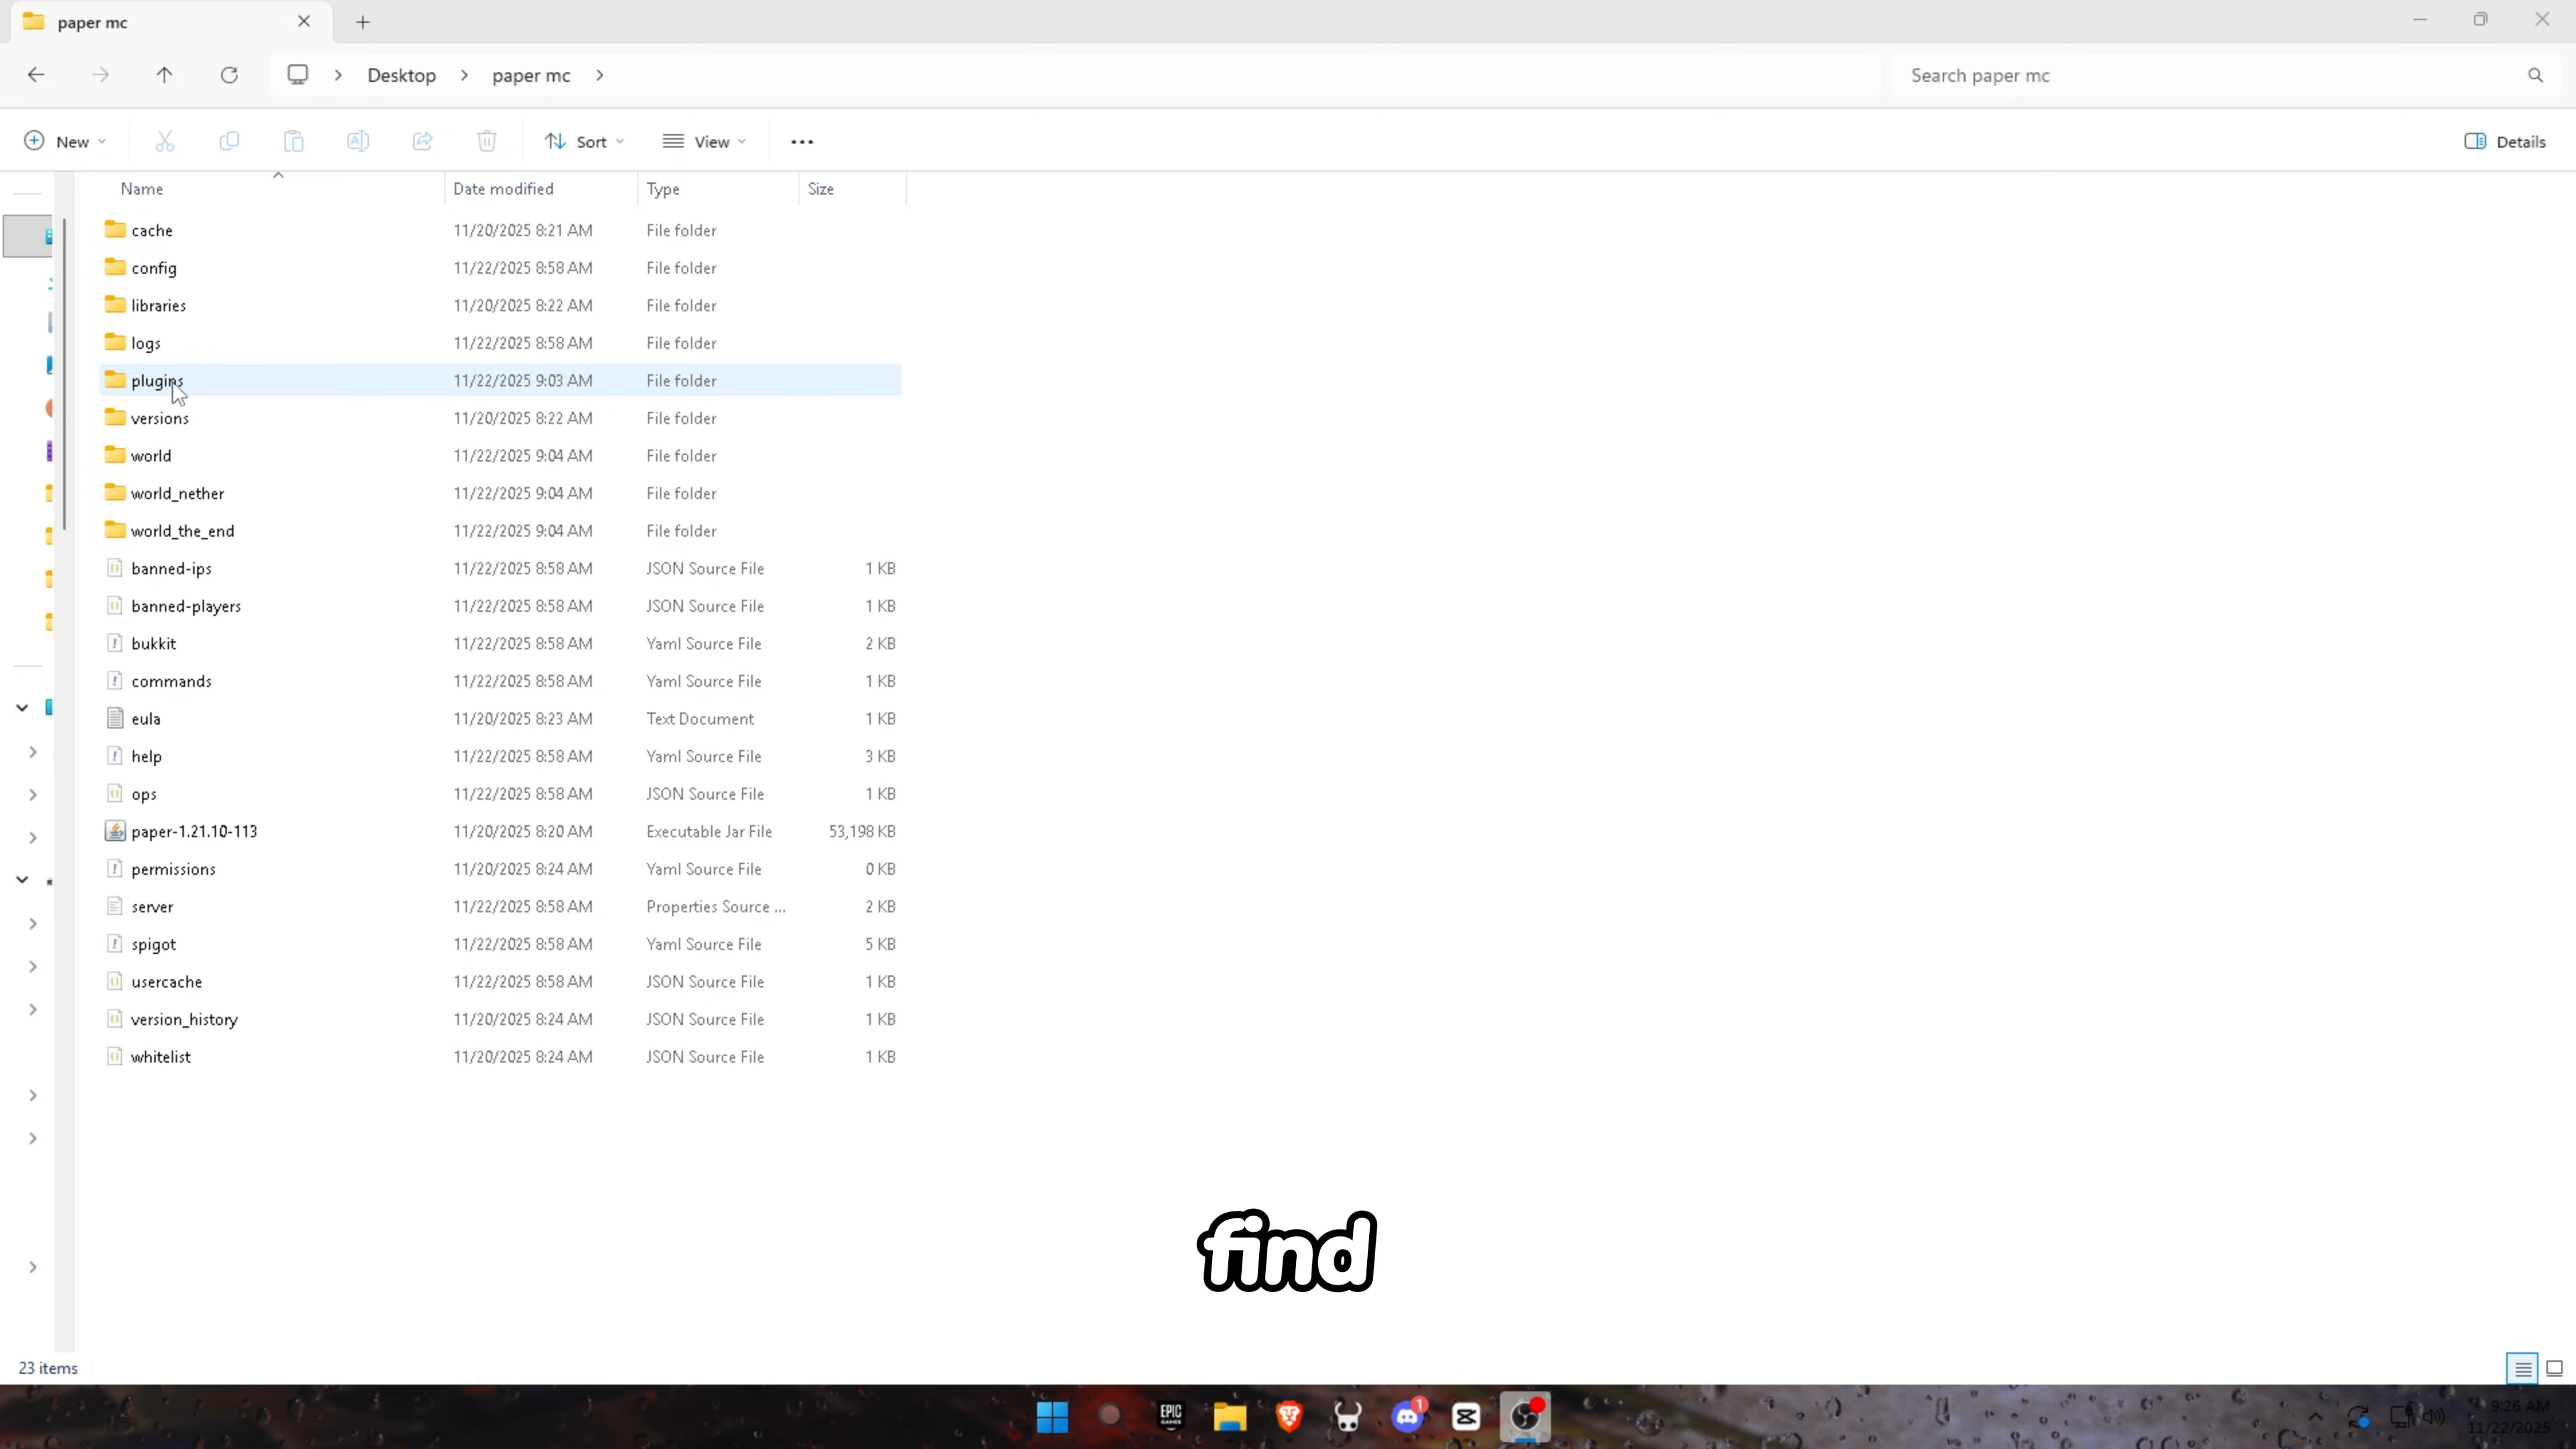 paper mc
Desktop > paper mc >
Search paper mc
New
Sort
View
Details
Name Date modified Type Size
cache 11/20/2025 8:21 AM File folder
config 11/22/2025 8:58 AM File folder
libraries 11/20/2025 8:22 AM File folder
logs 11/22/2025 8:58 AM File folder
plugins 11/22/2025 9:03 AM File folder
versions 11/20/2025 8:22 AM File folder
world 11/22/2025 9:04 AM File folder
world_nether 11/22/2025 9:04 AM File folder
world_the_end 11/22/2025 9:04 AM File folder
banned-ips 11/22/2025 8:58 AM JSON Source File 1 KB
banned-players 11/22/2025 8:58 AM JSON Source File 1 KB
bukkit 11/22/2025 8:58 AM Yaml Source File 2 KB
commands 11/22/2025 8:58 AM Yaml Source File 1 KB
eula 11/20/2025 8:23 AM Text Document 1 KB
help 11/22/2025 8:58 AM Yaml Source File 3 KB
ops 11/22/2025 8:58 AM JSON Source File 1 KB
paper-1.21.10-113 11/20/2025 8:20 AM Executable Jar File 53,198 KB
permissions 11/20/2025 8:24 AM Yaml Source File 0 KB
server 11/22/2025 8:58 AM Properties Source ... 2 KB
spigot 11/22/2025 8:58 AM Yaml Source File 5 KB
usercache 11/22/2025 8:58 AM JSON Source File 1 KB
version_history 11/20/2025 8:24 AM JSON Source File 1 KB
whitelist 11/20/2025 8:24 AM JSON Source File 1 KB
find
23 items
EPIC GAMES
1
9:26 AM
11/22/2025